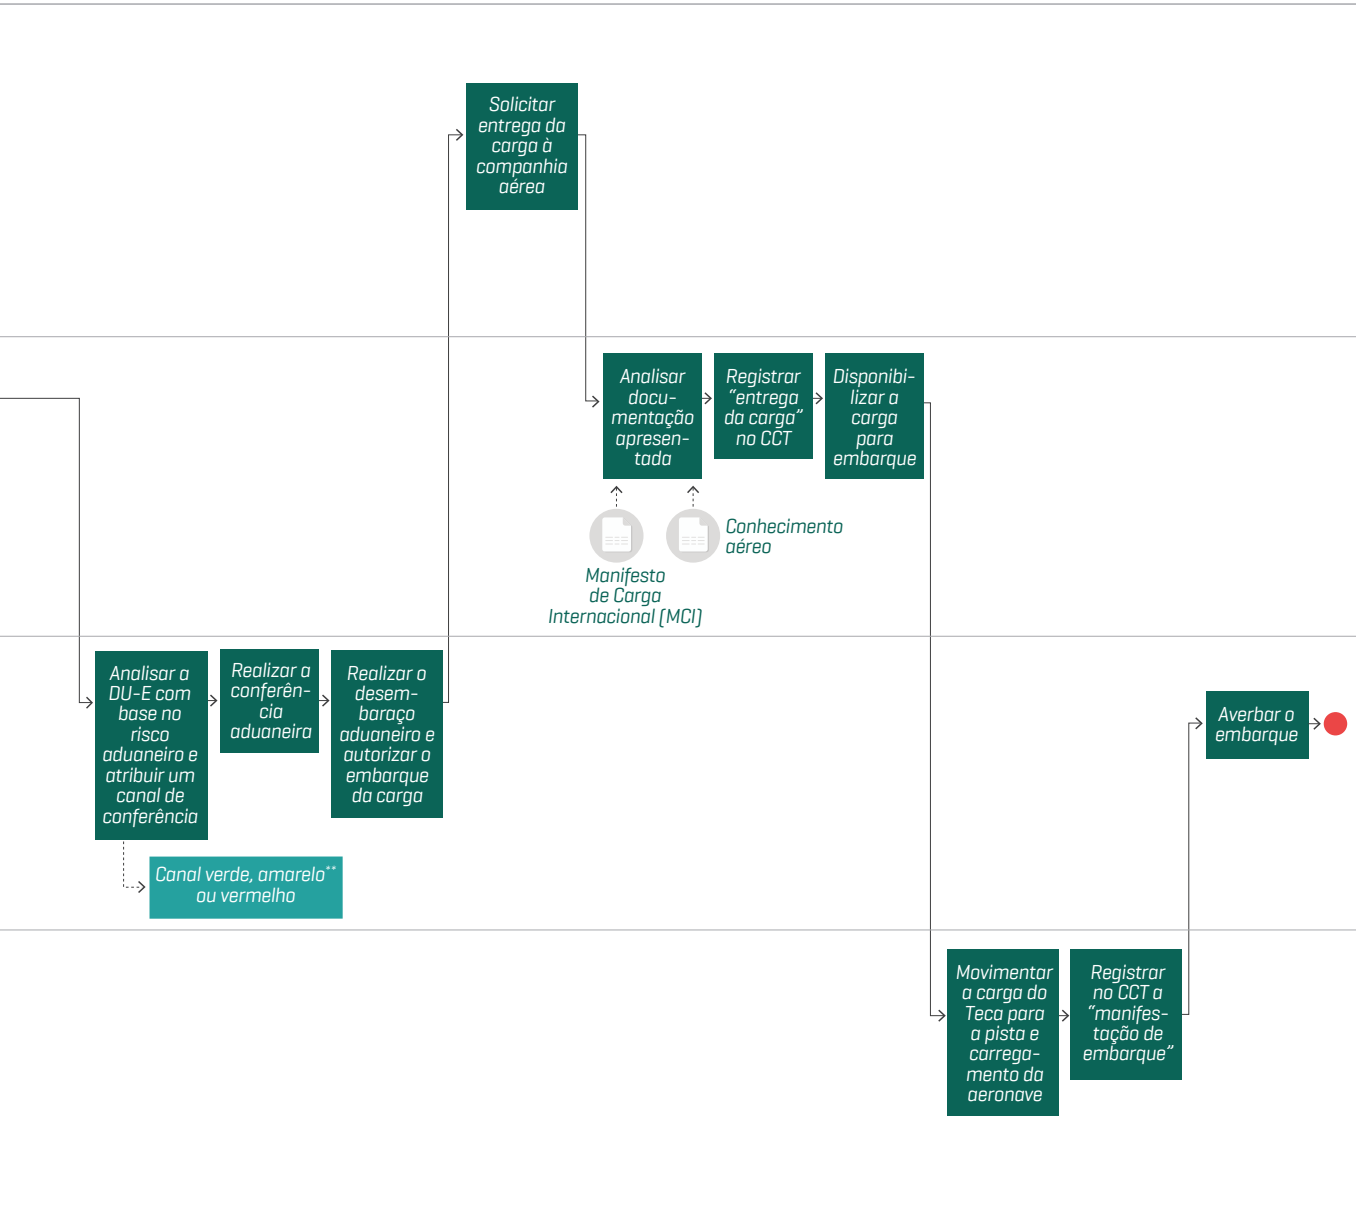 Solicitar
entrega da
carga à
companhia
aérea
Analisar
docu-
mentação
apresen-
tada
Registrar
“entrega
da carga”
no CCT
Disponibi-
lizar a
carga
para
embarque
Conhecimento
aéreo
Manifesto
de Carga
Internacional (MCI)
Analisar a
DU-E com
base no
risco
aduaneiro e
atribuir um
canal de
conferência
Realizar a
conferên-
cia
aduaneira
Realizar o
desem-
baraço
aduaneiro e
autorizar o
embarque
da carga
Averbar o
embarque
Canal verde, amarelo**
ou vermelho
Movimentar
a carga do
Teca para
a pista e
carrega-
mento da
aeronave
Registrar
no CCT a
“manifes-
tação de
embarque”